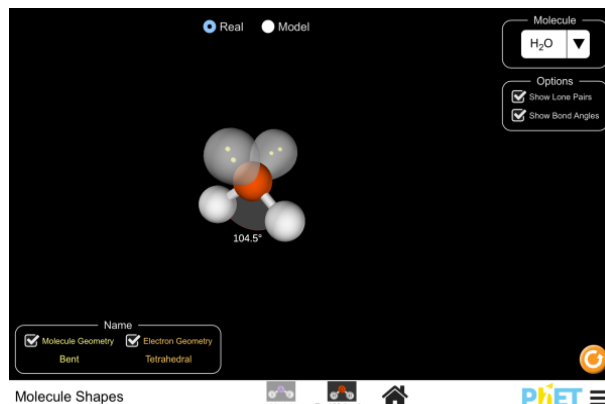 Real Model
Molecule
H₂O
Options
Show Lone Pairs
Show Bond Angles
104.5°
Name
Molecule Geometry Electron Geometry
Bent Tetrahedral
Molecule Shapes
PhET